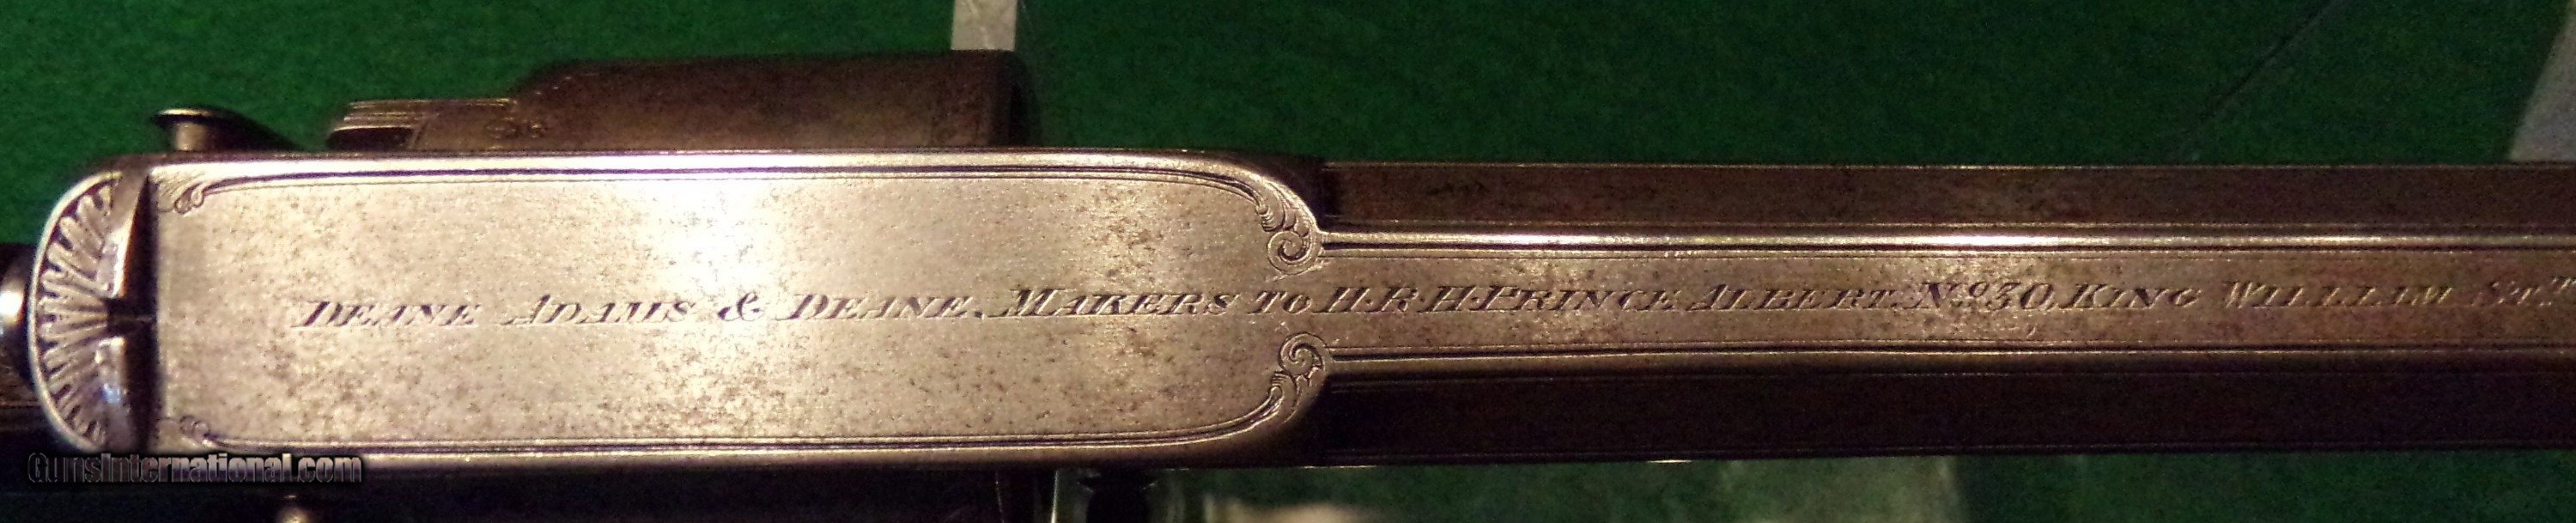 DEANE ADAMS & DEANE. MAKERS TO H.R.H. PRINCE ALBERT. No 30, KING WILLIAM ST
GunsInternational.com